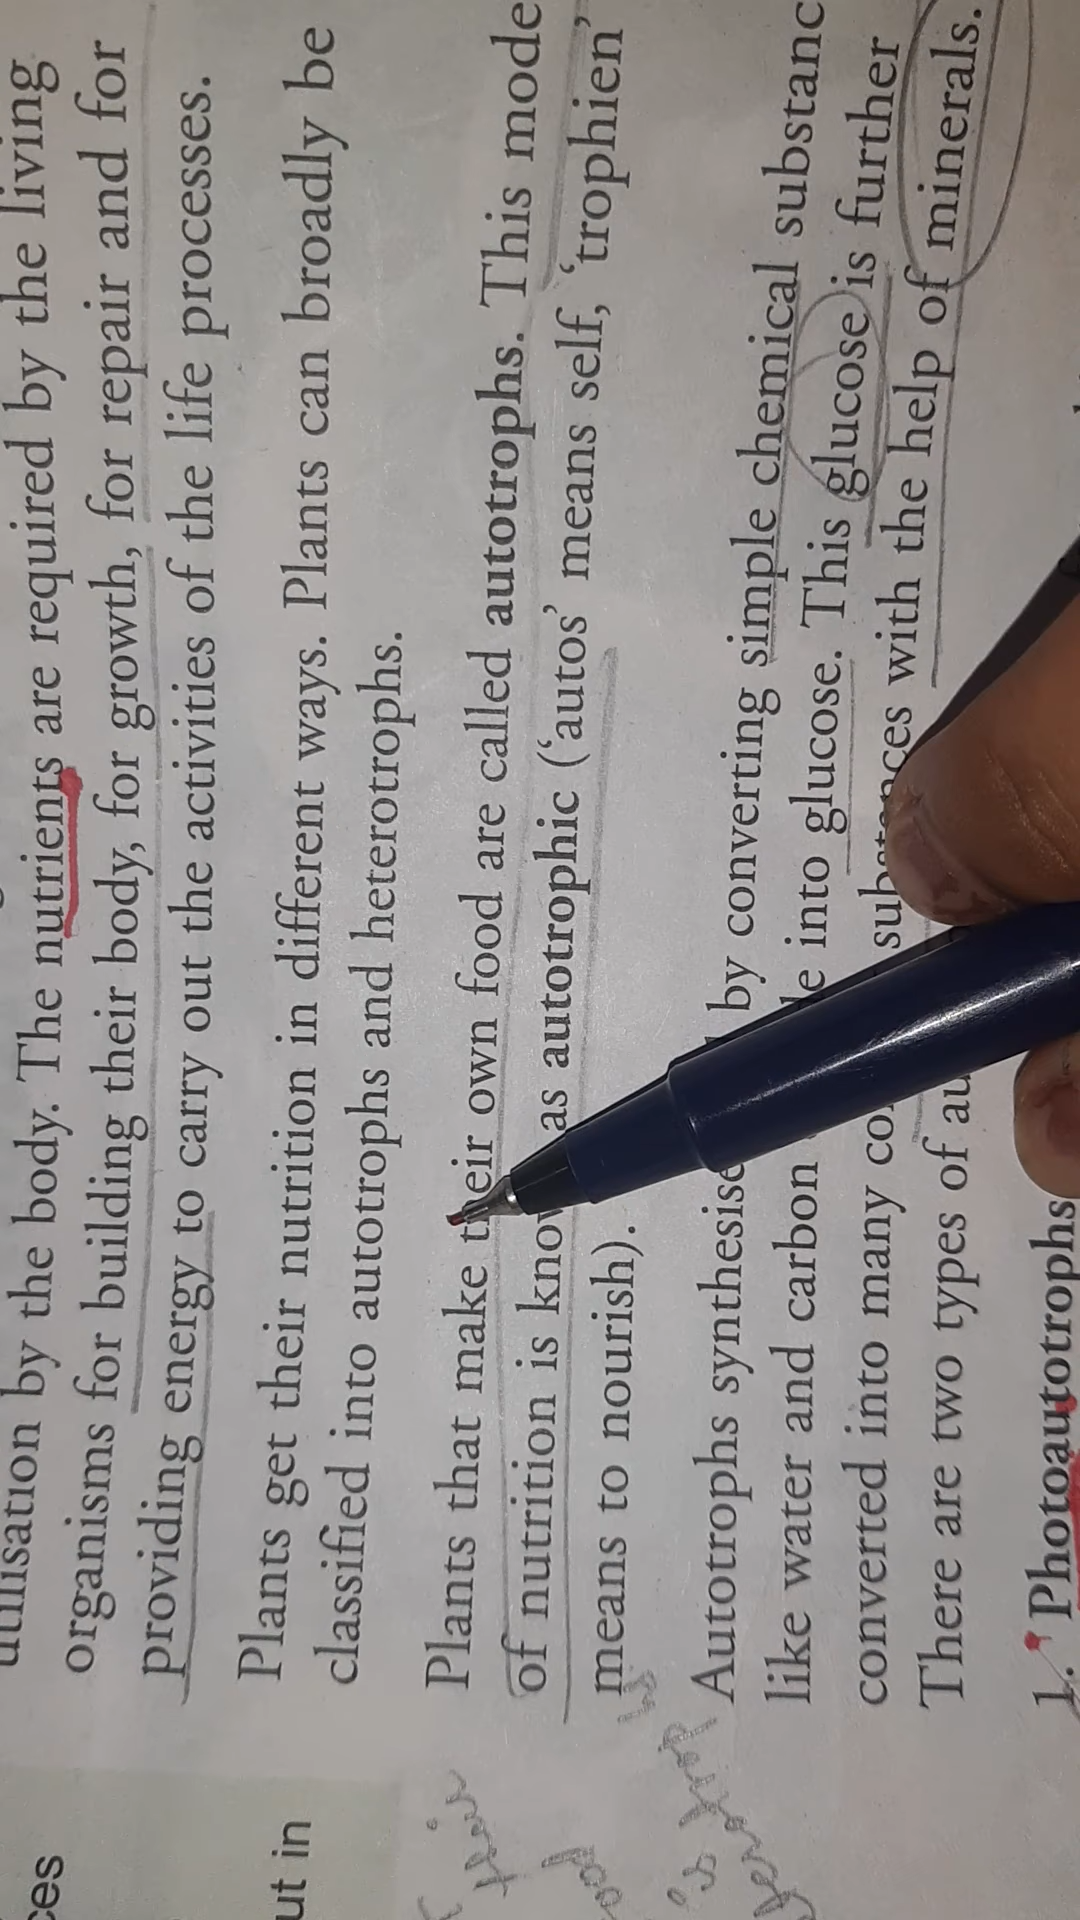 utilisation by the body. The nutrients are required by the living
organisms for building their body, for growth, for repair and for
providing energy to carry out the activities of the life processes.
Plants get their nutrition in different ways. Plants can broadly be
classified into autotrophs and heterotrophs.
Plants that make their own food are called autotrophs. This mode
of nutrition is know as autotrophic (‘autos’ means self, ‘trophien’
means to nourish).
Autotrophs synthesise by converting simple chemical substanc
like water and carbon into glucose. This glucose is further
converted into many substances with the help of minerals.
There are two types of au
1. Photoautotrophs
ces
ut in
their
is